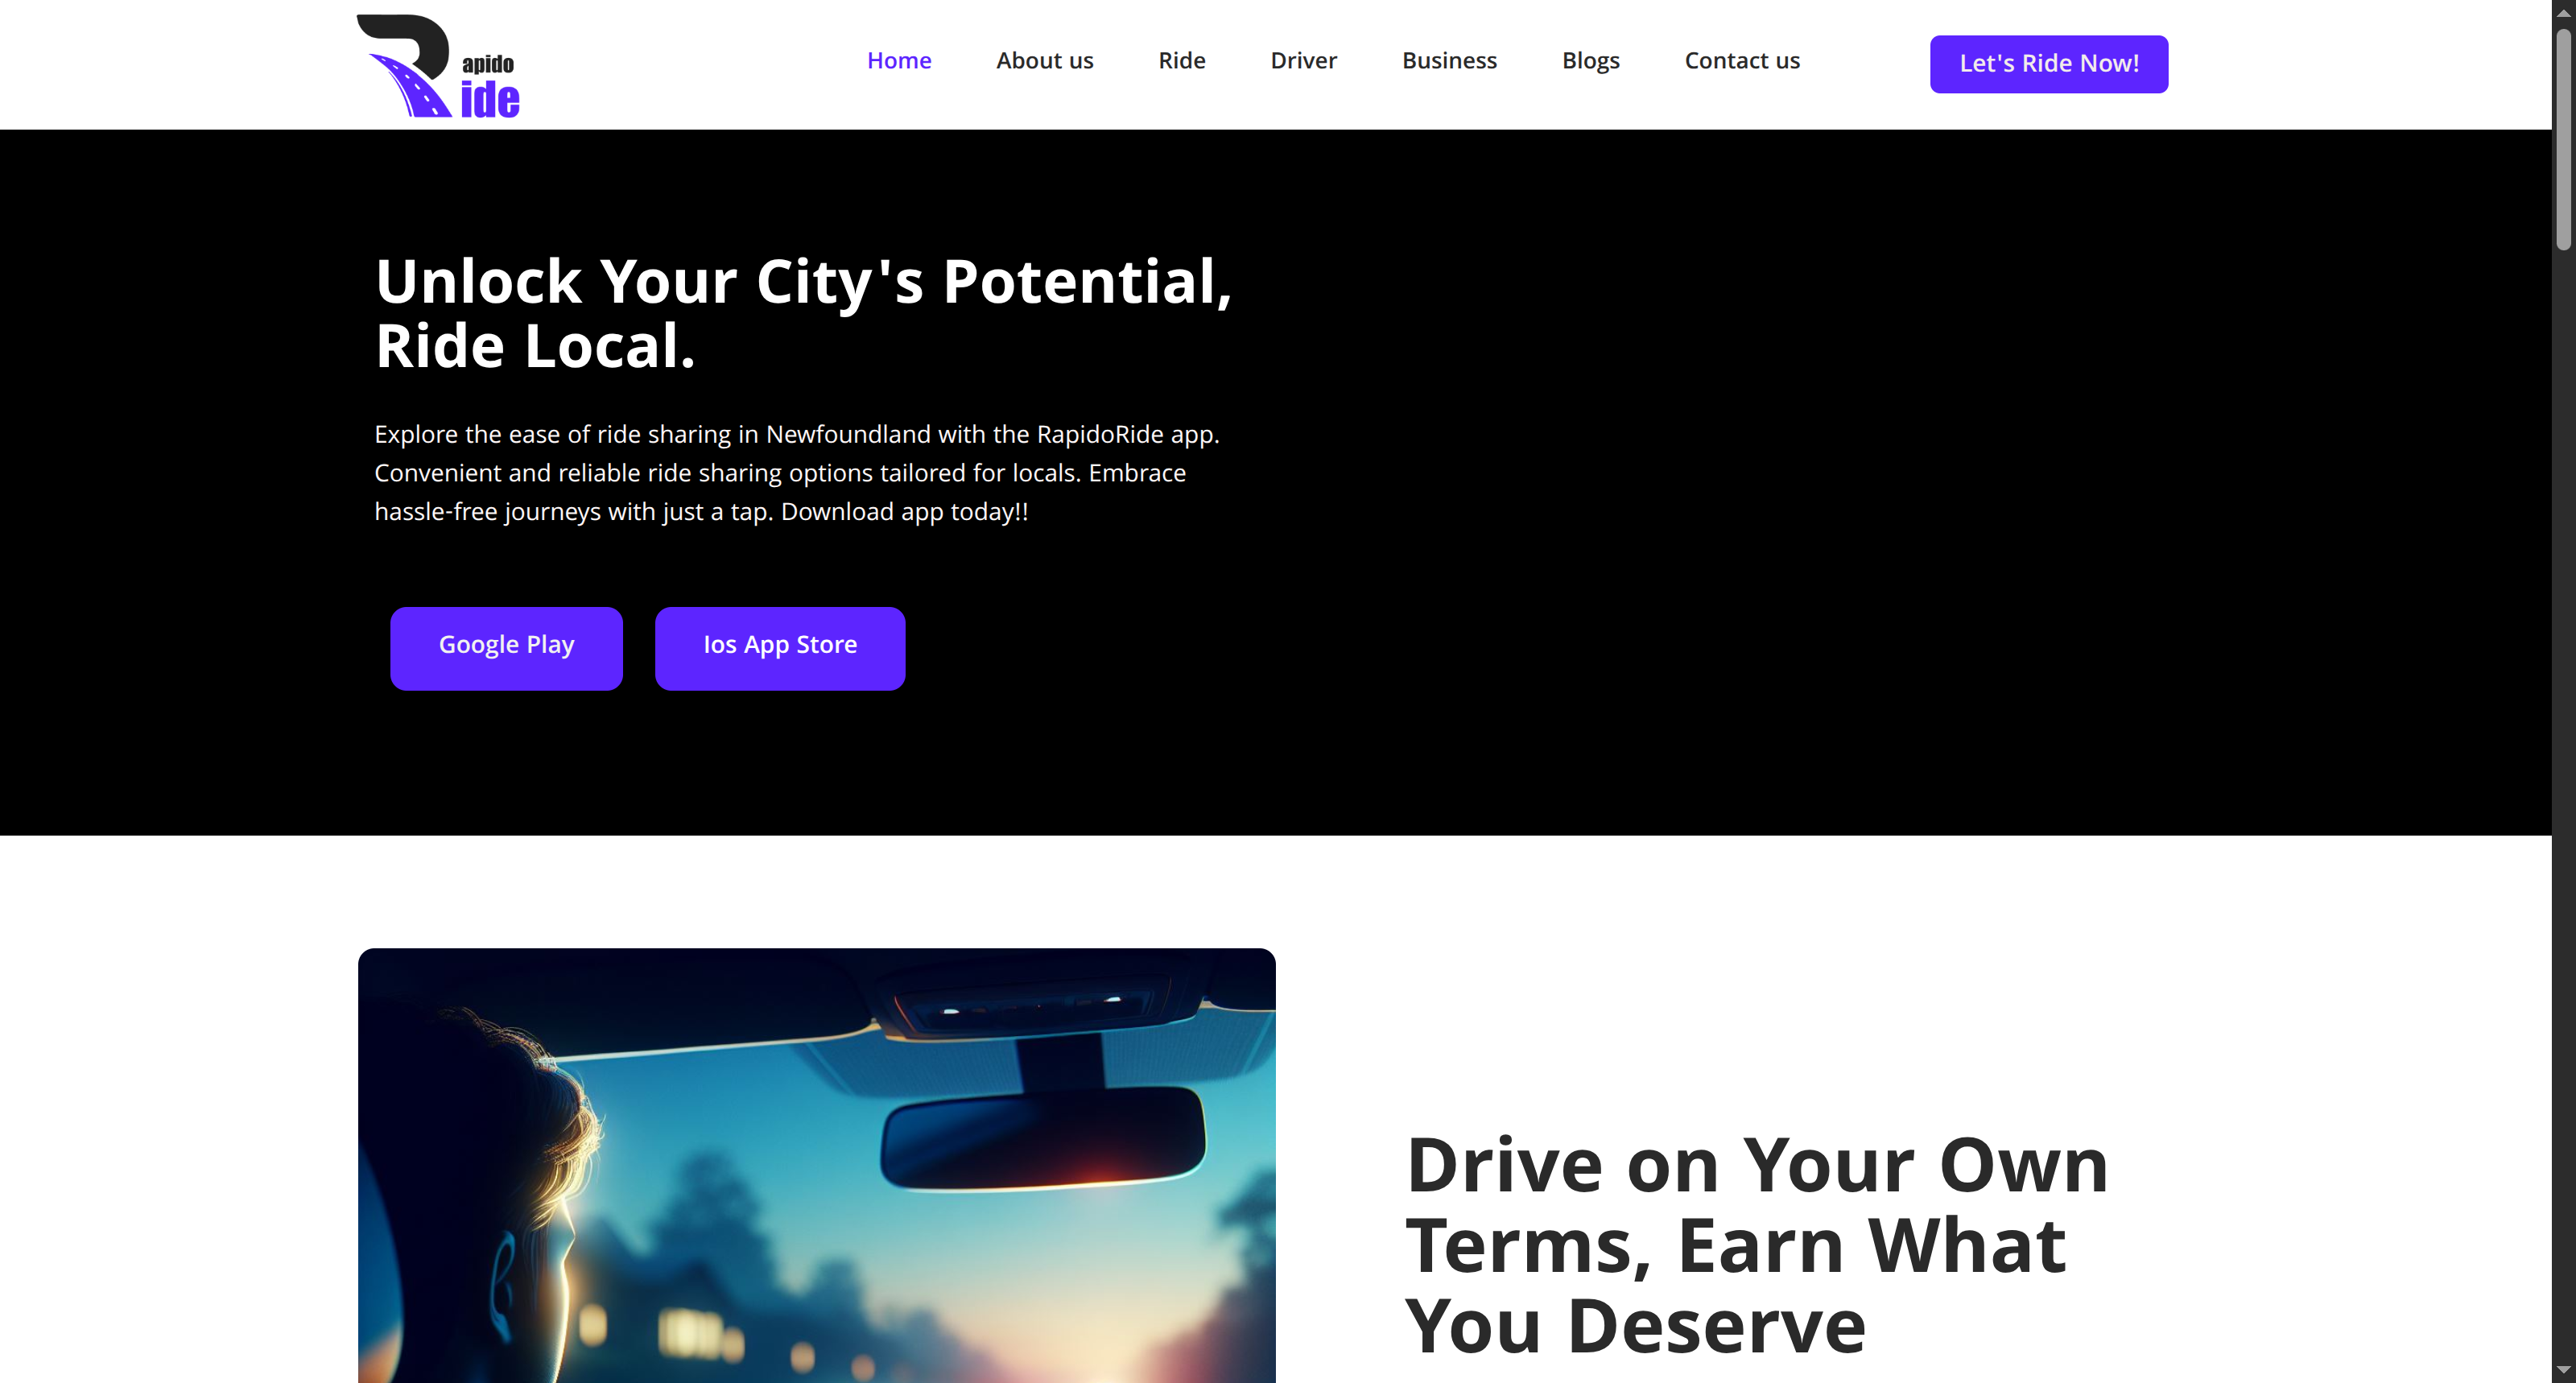 Rapido
Ride
Home
About us
Ride
Driver
Business
Blogs
Contact us
Let's Ride Now!
Unlock Your City's Potential,
Ride Local.
Explore the ease of ride sharing in Newfoundland with the RapidoRide app.
Convenient and reliable ride sharing options tailored for locals. Embrace
hassle-free journeys with just a tap. Download app today!!
Google Play
Ios App Store
Drive on Your Own
Terms, Earn What
You Deserve